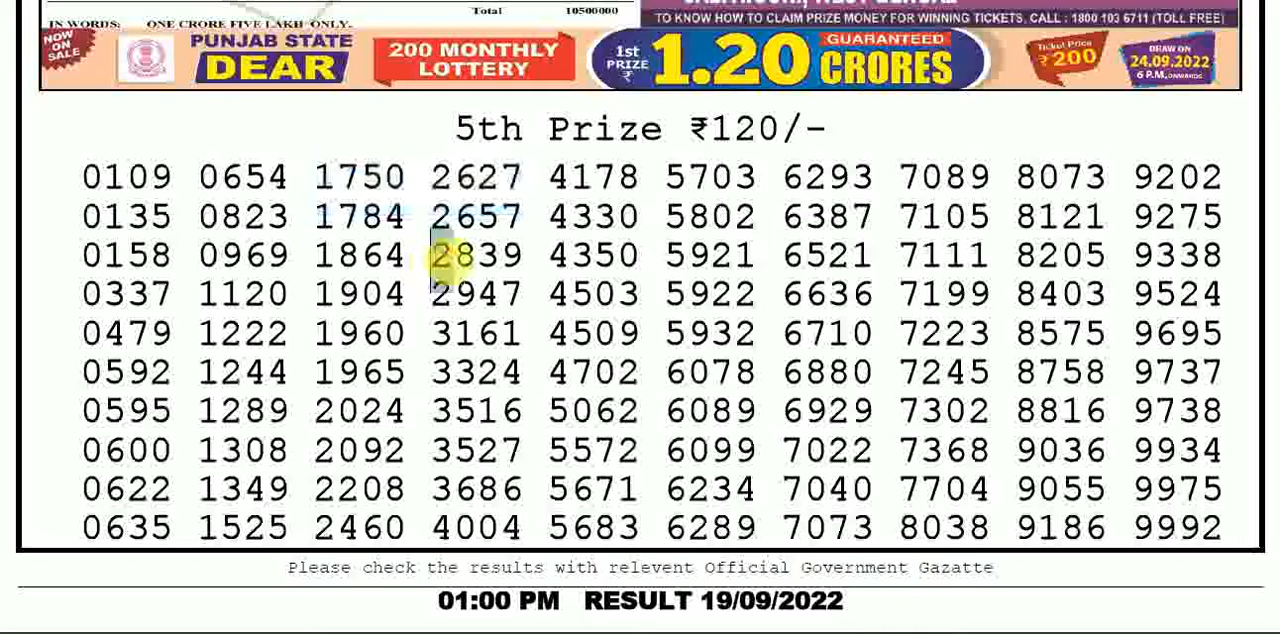 Total 10500000
IN WORDS: ONE CRORE FIVE LAKH ONLY.
TO KNOW HOW TO CLAIM PRIZE MONEY FOR WINNING TICKETS, CALL : 1800 103 6711 (TOLL FREE)
NOW ON SALE
PUNJAB STATE
DEAR
200 MONTHLY
LOTTERY
1st
PRIZE
₹
1.20
GUARANTEED
CRORES
Ticket Price
₹200
DRAW ON
24.09.2022
6 P.M. ONWARDS
5th Prize ₹120/-
0109 0654 1750 2627 4178 5703 6293 7089 8073 9202
0135 0823 1784 2657 4330 5802 6387 7105 8121 9275
0158 0969 1864 2839 4350 5921 6521 7111 8205 9338
0337 1120 1904 2947 4503 5922 6636 7199 8403 9524
0479 1222 1960 3161 4509 5932 6710 7223 8575 9695
0592 1244 1965 3324 4702 6078 6880 7245 8758 9737
0595 1289 2024 3516 5062 6089 6929 7302 8816 9738
0600 1308 2092 3527 5572 6099 7022 7368 9036 9934
0622 1349 2208 3686 5671 6234 7040 7704 9055 9975
0635 1525 2460 4004 5683 6289 7073 8038 9186 9992
Please check the results with relevent Official Government Gazatte
01:00 PM RESULT 19/09/2022